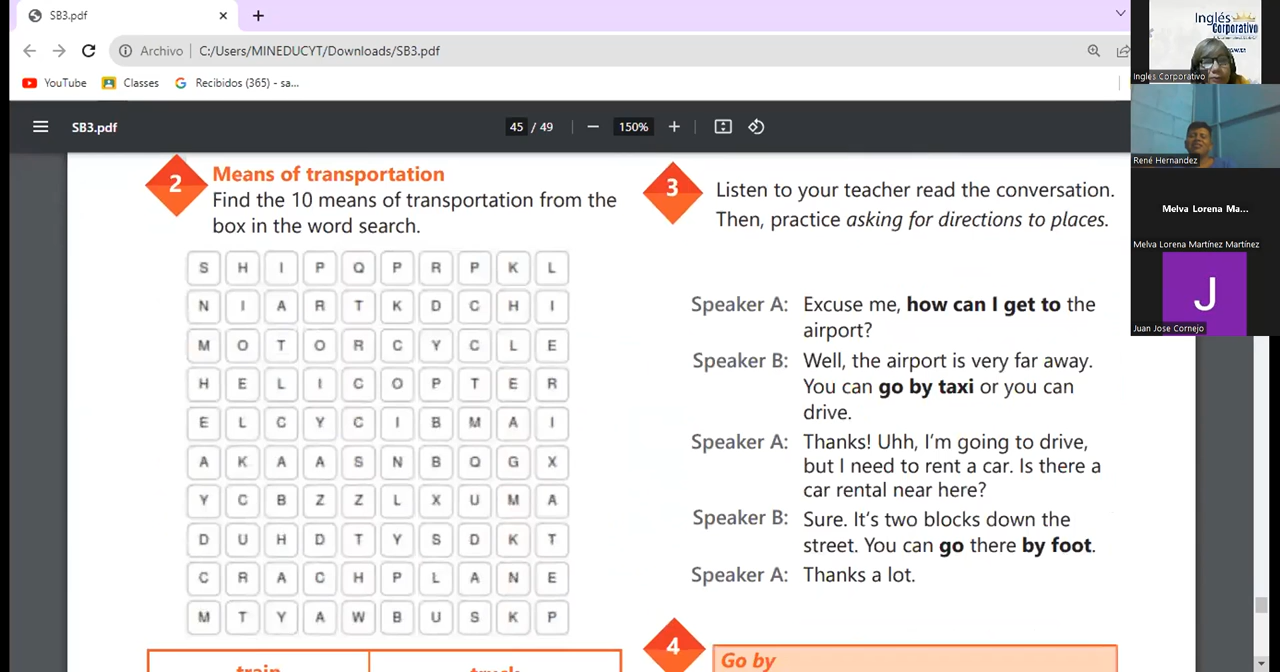 SB3.pdf
Archivo C:/Users/MINEDUCYT/Downloads/SB3.pdf
YouTube Classes Recibidos (365) - sa...
SB3.pdf 45 / 49 150%
2 Means of transportation
Find the 10 means of transportation from the
box in the word search.
S H I P Q P R P K L
N I A R T K D C H I
M O T O R C Y C L E
H E L I C O P T E R
E L C Y C I B M A I
A K A A S N B Q G X
Y C B Z Z L X U M A
D U H D T Y S D K T
C R A C H P L A N E
M T Y A W B U S K P
train truck
3 Listen to your teacher read the conversation.
Then, practice asking for directions to places.
Speaker A: Excuse me, how can I get to the
airport?
Speaker B: Well, the airport is very far away.
You can go by taxi or you can
drive.
Speaker A: Thanks! Uhh, I'm going to drive,
but I need to rent a car. Is there a
car rental near here?
Speaker B: Sure. It's two blocks down the
street. You can go there by foot.
Speaker A: Thanks a lot.
4 Go by
Inglés
Corporativo
Ingles Corporativo
René Hernandez
Melva Lorena Ma...
Melva Lorena Martínez Martínez
J
Juan Jose Cornejo